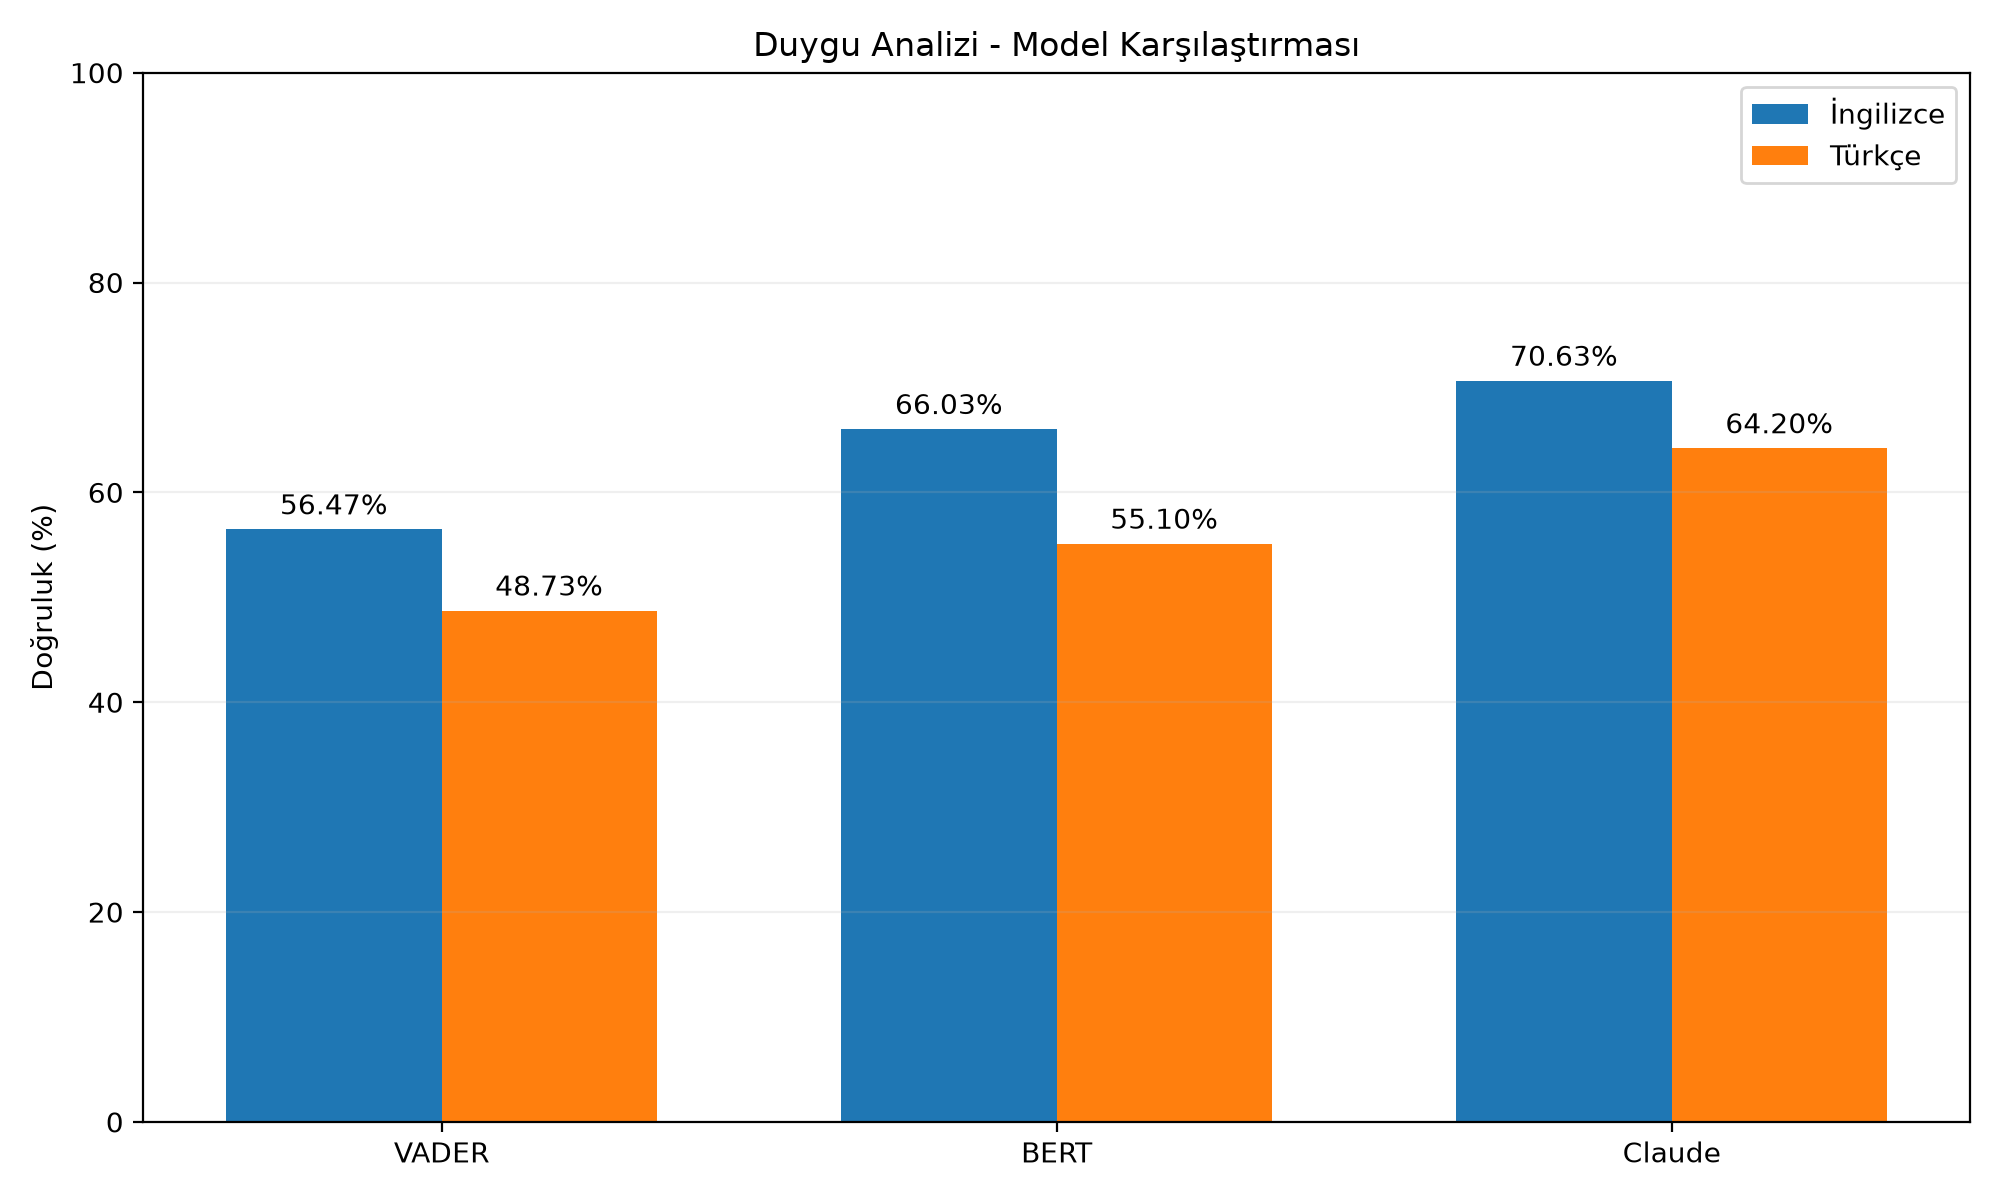 Duygu Analizi - Model Karşılaştırması
100
80
60
40
20
0
Doğruluk (%)
İngilizce
Türkçe
56.47%
48.73%
66.03%
55.10%
70.63%
64.20%
VADER
BERT
Claude